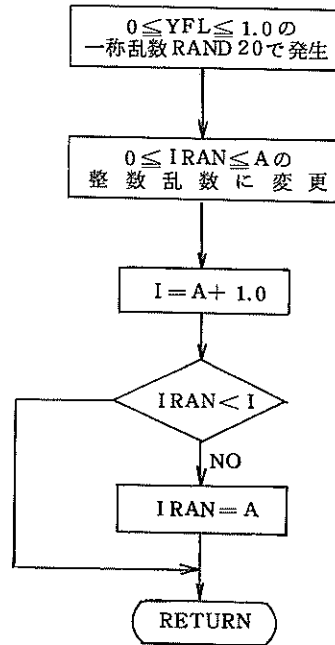 0≦YFL≦1.0の
一称乱数RAND20で発生
0≦IRAN≦Aの
整数乱数に変更
I=A+1.0
IRAN<I
NO
IRAN=A
RETURN